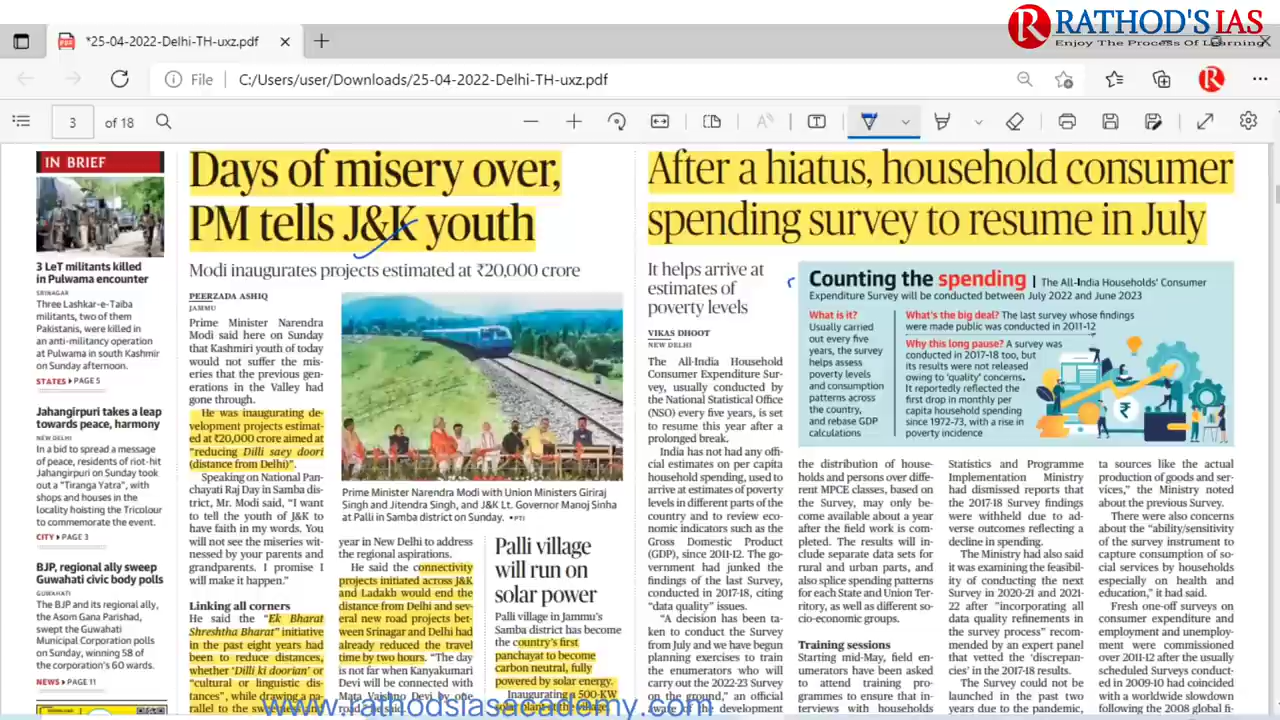 RATHOD'S IAS
Enjoy The Process Of Learning
*25-04-2022-Delhi-TH-uxz.pdf
File
C:/Users/user/Downloads/25-04-2022-Delhi-TH-uxz.pdf
3
of 18
IN BRIEF
3 LeT militants killed
in Pulwama encounter
SRINAGAR
Three Lashkar-e-Taiba
militants, two of them
Pakistanis, were killed in
an anti-militancy operation
at Pulwama in south Kashmir
on Sunday afternoon.
STATES PAGE 5
Jahangirpuri takes a leap
towards peace, harmony
NEW DELHI
In a bid to spread a message
of peace, residents of riot-hit
Jahangirpuri on Sunday took
out a "Tiranga Yatra", with
shops and houses in the
locality hoisting the Tricolour
to commemorate the event.
CITY PAGE 3
BJP, regional ally sweep
Guwahati civic body polls
GUWAHATI
The BJP and its regional ally,
the Asom Gana Parishad,
swept the Guwahati
Municipal Corporation polls
on Sunday, winning 58 of
the corporation's 60 wards.
NEWS PAGE 11
Days of misery over,
PM tells J&K youth
Modi inaugurates projects estimated at ₹20,000 crore
PEERZADA ASHIQ
JAMMU
Prime Minister Narendra
Modi said here on Sunday
that Kashmiri youth of today
would not suffer the mis-
eries that the previous gen-
erations in the Valley had
gone through.
He was inaugurating de-
velopment projects estimat-
ed at ₹20,000 crore aimed at
"reducing Dilli saey doori
(distance from Delhi)".
Speaking on National Pan-
chayati Raj Day in Samba dis-
trict, Mr. Modi said, "I want
to tell the youth of J&K to
have faith in my words. You
will not see the miseries wit-
nessed by your parents and
grandparents. I promise I
will make it happen."
Linking all corners
He said the "Ek Bharat
Shreshtha Bharat" initiative
in the past eight years had
been to reduce distances,
whether 'Dilli ki doorian' or
"cultural or linguistic dis-
tances", while drawing a pa-
rallel to the
Prime Minister Narendra Modi with Union Ministers Giriraj
Singh and Jitendra Singh, and J&K Lt. Governor Manoj Sinha
at Palli in Samba district on Sunday. PTI
year in New Delhi to address
the regional aspirations.
He said the connectivity
projects initiated across J&K
and Ladakh would end the
distance from Delhi and sev-
eral new road projects bet-
ween Srinagar and Delhi had
already reduced the travel
time by two hours. "The day
is not far when Kanyakumari
Devi will be connected with
Mata Vaishno Devi by one
road," he said.
Palli village
will run on
solar power
Palli village in Jammu's
Samba district has become
the country's first
panchayat to become
carbon neutral, fully
powered by solar energy.
Inaugurating a 500-KW
solar plant at the village,
After a hiatus, household consumer
spending survey to resume in July
It helps arrive at
estimates of
poverty levels
VIKAS DHOOT
NEW DELHI
The All-India Household
Consumer Expenditure Sur-
vey, usually conducted by
the National Statistical Office
(NSO) every five years, is set
to resume this year after a
prolonged break.
India has not had any offi-
cial estimates on per capita
household spending, used to
arrive at estimates of poverty
levels in different parts of the
country and to review eco-
nomic indicators such as the
Gross Domestic Product
(GDP), since 2011-12. The go-
vernment had junked the
findings of the last Survey,
conducted in 2017-18, citing
"data quality" issues.
"A decision has been ta-
ken to conduct the Survey
from July and we have begun
planning exercises to train
the enumerators who will
carry out the 2022-23 Survey
on the ground," an official
aware of the development
Counting the spending | The All-India Households' Consumer
Expenditure Survey will be conducted between July 2022 and June 2023
What is it?
Usually carried
out every five
years, the survey
helps assess
poverty levels
and consumption
patterns across
the country,
and rebase GDP
calculations
What's the big deal? The last survey whose findings
were made public was conducted in 2011-12
Why this long pause? A survey was
conducted in 2017-18 too, but
its results were not released
owing to 'quality' concerns.
It reportedly reflected the
first drop in monthly per
capita household spending
since 1972-73, with a rise in
poverty incidence
the distribution of house-
holds and persons over diffe-
rent MPCE classes, based on
the Survey, may only be-
come available about a year
after the field work is com-
pleted. The results will in-
clude separate data sets for
rural and urban parts, and
also splice spending patterns
for each State and Union Ter-
ritory, as well as different so-
cio-economic groups.
Training sessions
Starting mid-May, field en-
umerators have been asked
to attend training pro-
grammes to ensure that in-
terviews with households
Statistics and Programme
Implementation Ministry
had dismissed reports that
the 2017-18 Survey findings
were withheld due to ad-
verse outcomes reflecting a
decline in spending.
The Ministry had also said
it was examining the feasibili-
ty of conducting the next
Survey in 2020-21 and 2021-
22 after "incorporating all
data quality refinements in
the survey process" recom-
mended by an expert panel
that vetted the 'discrepan-
cies' in the 2017-18 results.
The Survey could not be
launched in the past two
years due to the pandemic,
ta sources like the actual
production of goods and ser-
vices," the Ministry noted
about the previous Survey.
There were also concerns
about the "ability/sensitivity
of the survey instrument to
capture consumption of so-
cial services by households
especially on health and
education," it had said.
Fresh one-off surveys on
consumer expenditure and
employment and unemploy-
ment were commissioned
over 2011-12 after the usually
scheduled Surveys conduct-
ed in 2009-10 had coincided
with a worldwide slowdown
following the 2008 global fi-
www.rathodsiasacademy.com